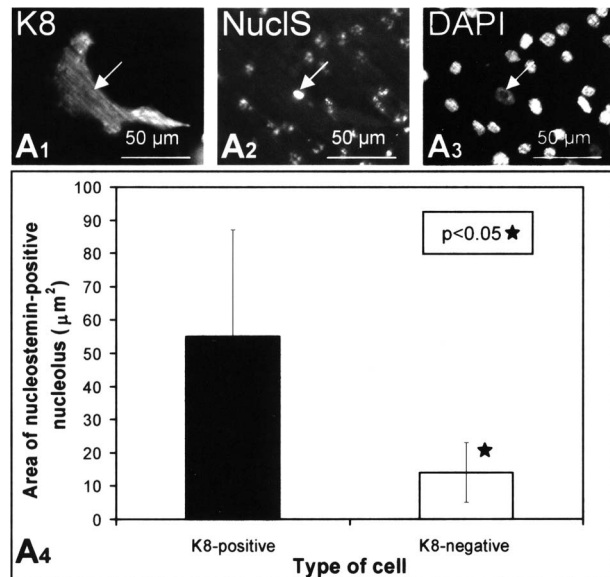 K8
NuclS
DAPI
50 µm
50 µm
50 µm
A1
A2
A3
100
90
80
70
60
50
40
30
20
10
0
Area of nucleostemin-positive
nucleolus (µm²)
p<0.05 ★
★
K8-positive
K8-negative
Type of cell
A4